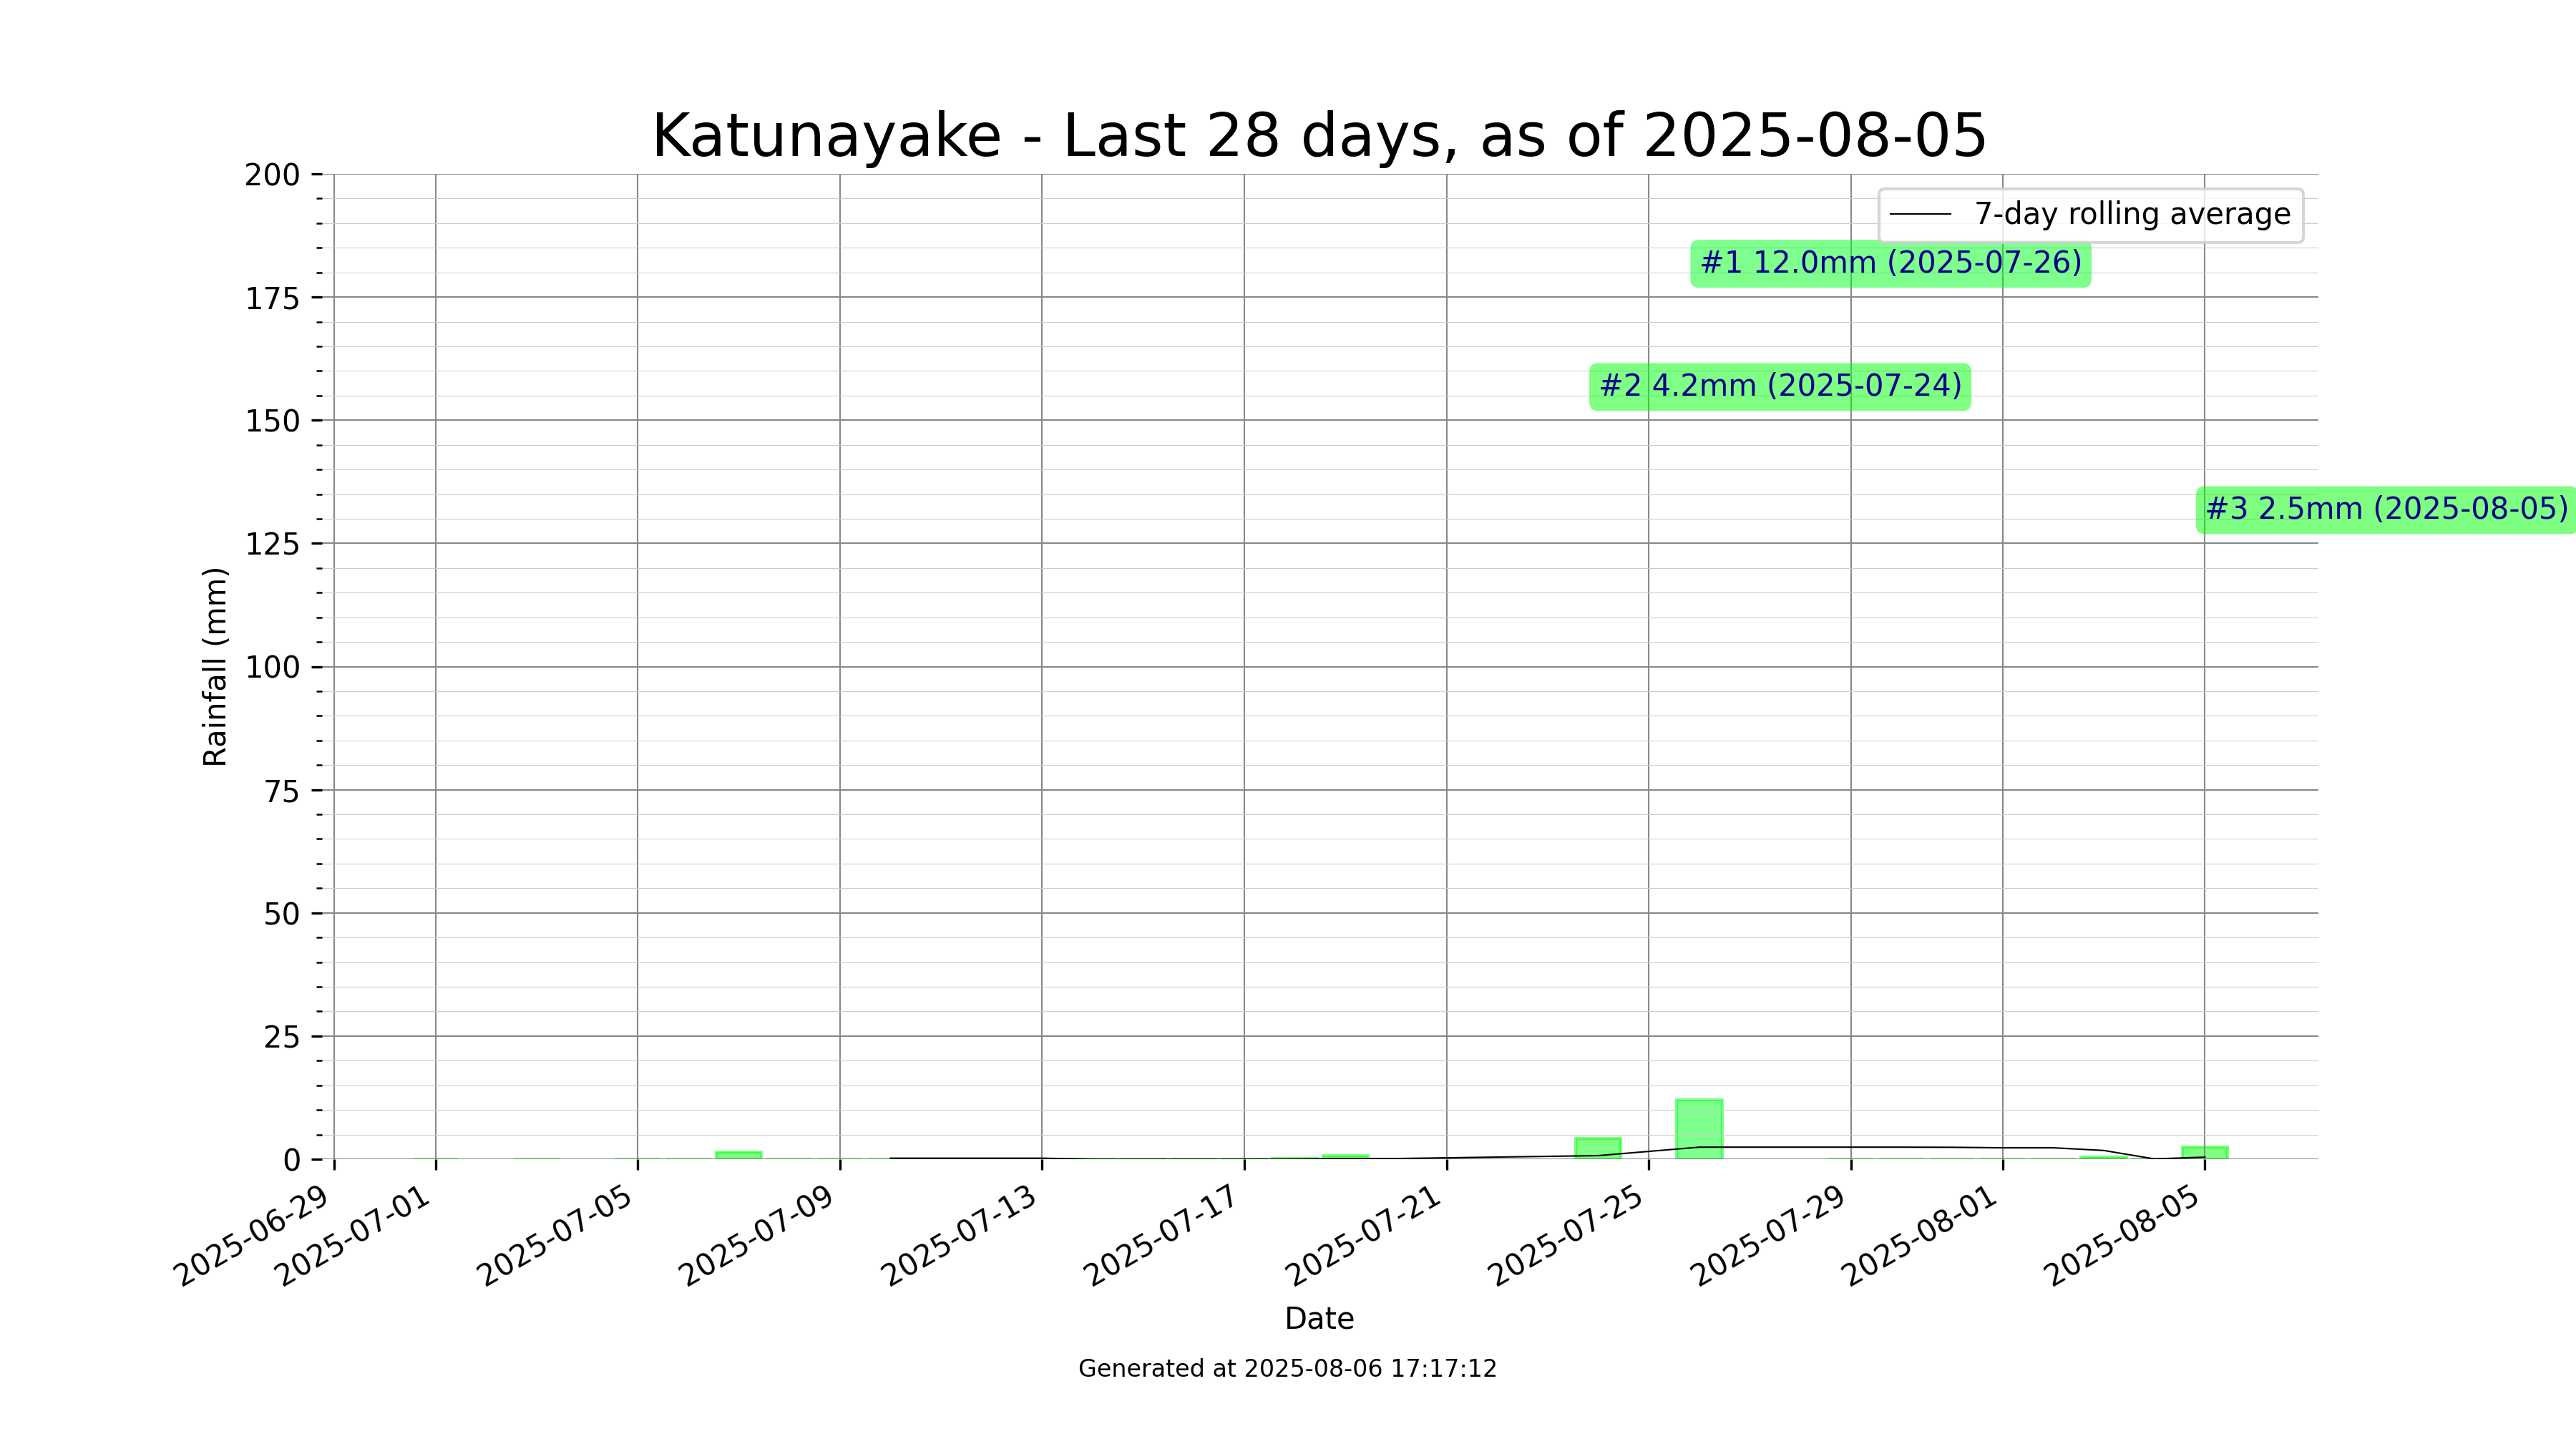 Katunayake - Last 28 days, as of 2025-08-05
200
175
150
125
100
75
50
25
0
Rainfall (mm)
7-day rolling average
#1 12.0mm (2025-07-26)
#2 4.2mm (2025-07-24)
#3 2.5mm (2025-08-05)
2025-06-29
2025-07-01
2025-07-05
2025-07-09
2025-07-13
2025-07-17
2025-07-21
2025-07-25
2025-07-29
2025-08-01
2025-08-05
Date
Generated at 2025-08-06 17:17:12